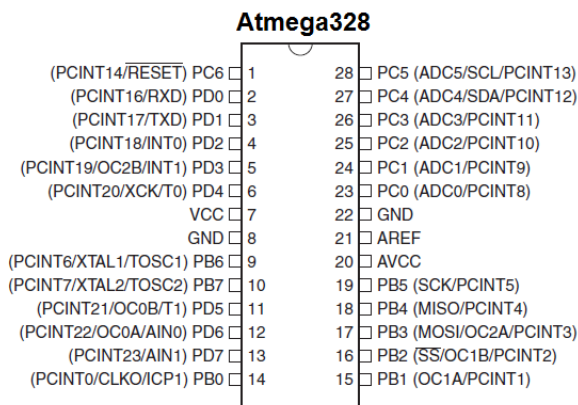 Atmega328
(PCINT14/RESET) PC6 1 28 PC5 (ADC5/SCL/PCINT13)
(PCINT16/RXD) PD0 2 27 PC4 (ADC4/SDA/PCINT12)
(PCINT17/TXD) PD1 3 26 PC3 (ADC3/PCINT11)
(PCINT18/INT0) PD2 4 25 PC2 (ADC2/PCINT10)
(PCINT19/OC2B/INT1) PD3 5 24 PC1 (ADC1/PCINT9)
(PCINT20/XCK/T0) PD4 6 23 PC0 (ADC0/PCINT8)
VCC 7 22 GND
GND 8 21 AREF
(PCINT6/XTAL1/TOSC1) PB6 9 20 AVCC
(PCINT7/XTAL2/TOSC2) PB7 10 19 PB5 (SCK/PCINT5)
(PCINT21/OC0B/T1) PD5 11 18 PB4 (MISO/PCINT4)
(PCINT22/OC0A/AIN0) PD6 12 17 PB3 (MOSI/OC2A/PCINT3)
(PCINT23/AIN1) PD7 13 16 PB2 (SS/OC1B/PCINT2)
(PCINT0/CLKO/ICP1) PB0 14 15 PB1 (OC1A/PCINT1)